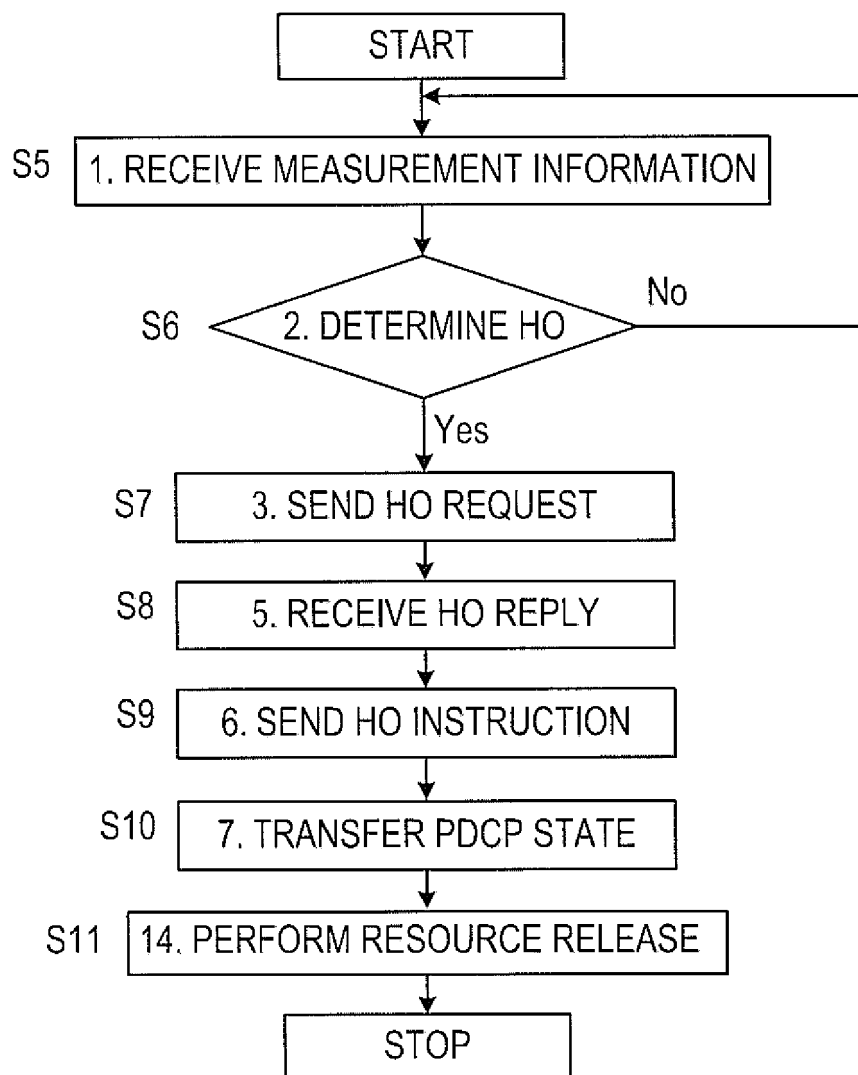 START
S5 1. RECEIVE MEASUREMENT INFORMATION
S6 2. DETERMINE HO No
Yes
S7 3. SEND HO REQUEST
S8 5. RECEIVE HO REPLY
S9 6. SEND HO INSTRUCTION
S10 7. TRANSFER PDCP STATE
S11 14. PERFORM RESOURCE RELEASE
STOP